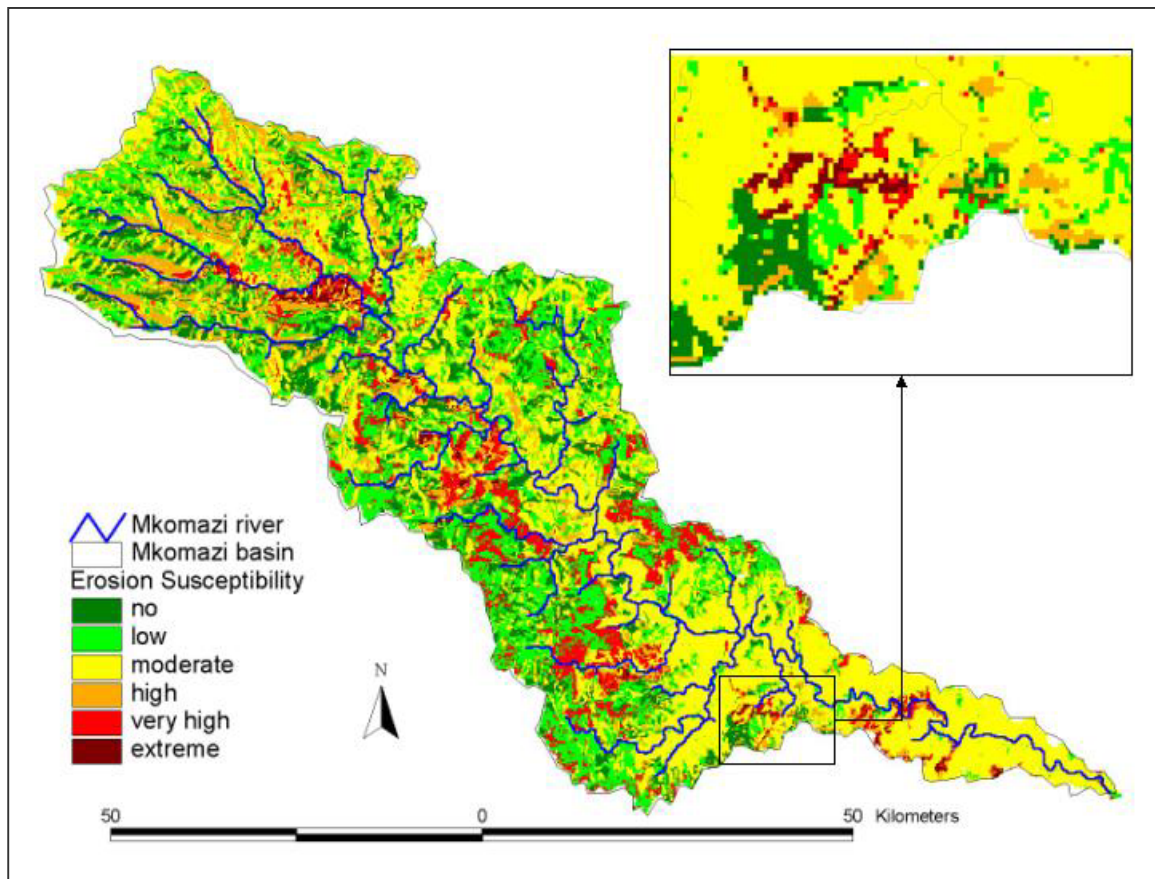 Mkomazi river
Mkomazi basin
Erosion Susceptibility
no
low
moderate
high
very high
extreme
N
50 0 50 Kilometers